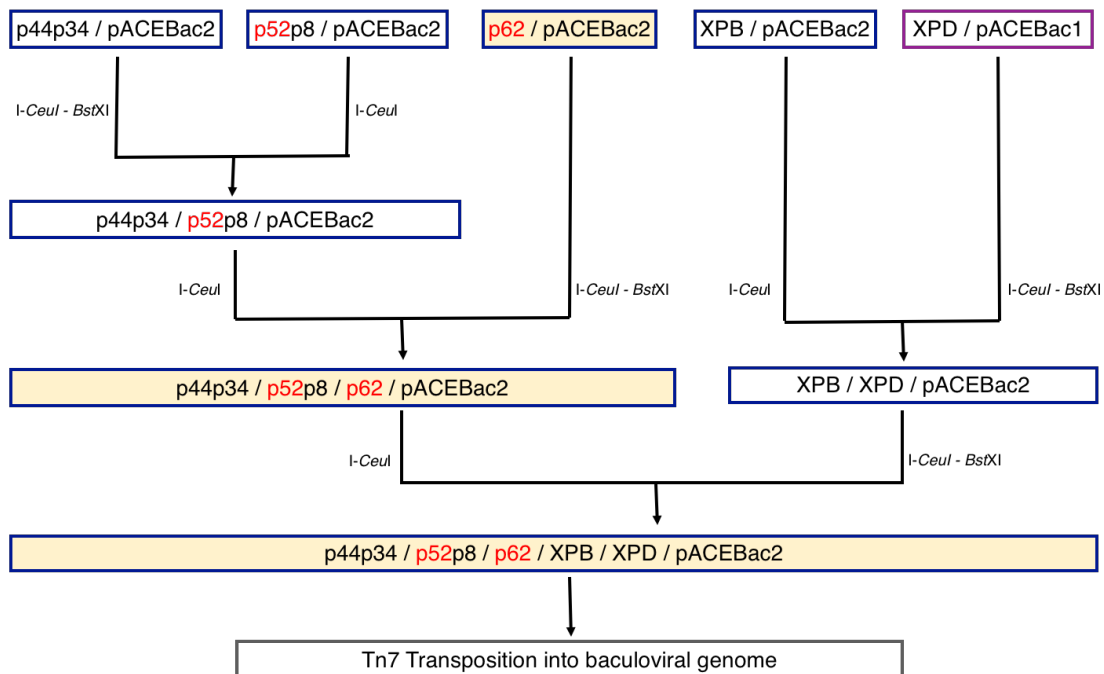 p44p34 / pACEBac2
p52p8 / pACEBac2
p62 / pACEBac2
XPB / pACEBac2
XPD / pACEBac1
I-CeuI - BstXI
I-CeuI
p44p34 / p52p8 / pACEBac2
I-CeuI
I-CeuI - BstXI
I-CeuI
I-CeuI - BstXI
p44p34 / p52p8 / p62 / pACEBac2
XPB / XPD / pACEBac2
I-CeuI
I-CeuI - BstXI
p44p34 / p52p8 / p62 / XPB / XPD / pACEBac2
Tn7 Transposition into baculoviral genome